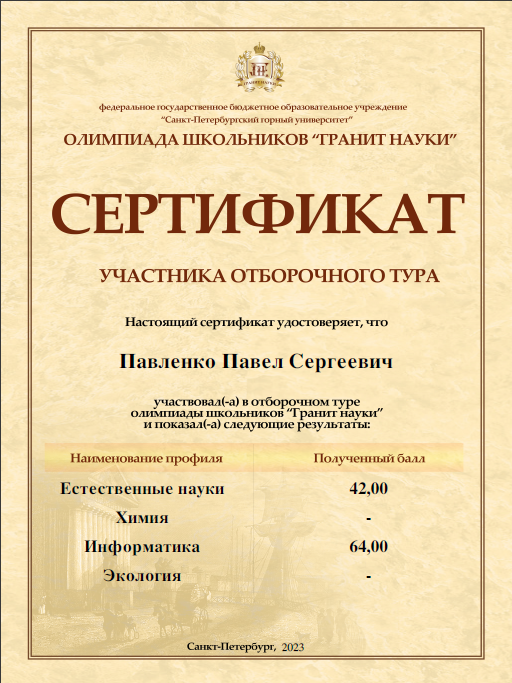 ГРАНИТ НАУКИ
федеральное государственное бюджетное образовательное учреждение
“Санкт-Петербургский горный университет”
ОЛИМПИАДА ШКОЛЬНИКОВ “ГРАНИТ НАУКИ”
СЕРТИФИКАТ
УЧАСТНИКА ОТБОРОЧНОГО ТУРА
Настоящий сертификат удостоверяет, что
Павленко Павел Сергеевич
участвовал(-а) в отборочном туре
олимпиады школьников “Гранит науки”
и показал(-а) следующие результаты:
Наименование профиля Полученный балл
Естественные науки 42,00
Химия -
Информатика 64,00
Экология -
Санкт-Петербург, 2023